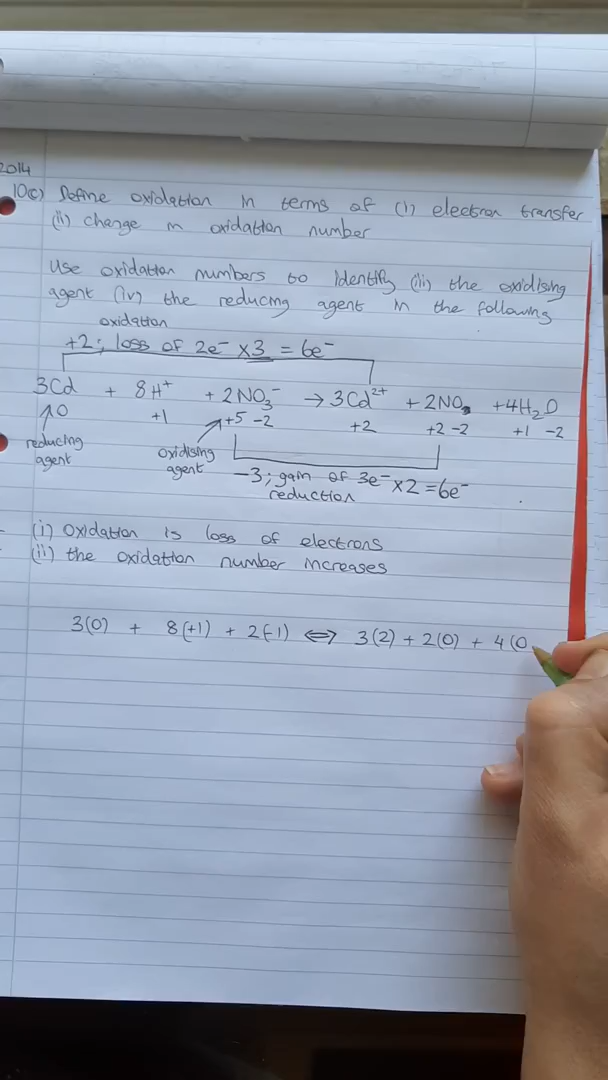 2014
10(c) Define oxidation in terms of (i) electron transfer
(ii) change in oxidation number
Use oxidation numbers to identify (iii) the oxidising
agent (iv) the reducing agent in the following
oxidation
+2; loss of 2e⁻ ×3 = 6e⁻
3Cd + 8H⁺ + 2NO₃⁻ → 3Cd²⁺ + 2NO + 4H₂O
0 +1 +5 -2 +2 +2 -2 +1 -2
reducing agent
oxidising agent
-3; gain of 3e⁻ ×2 = 6e⁻
reduction
(i) Oxidation is loss of electrons
(ii) the oxidation number increases
3(0) + 8(+1) + 2(-1) ⇔ 3(2) + 2(0) + 4(0